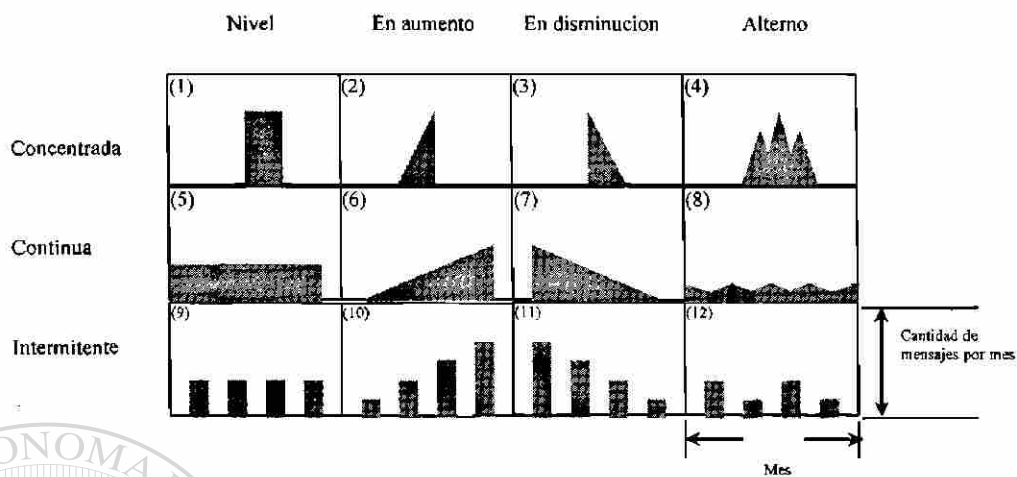 Nivel En aumento En disminucion Alterno
(1) (2) (3) (4)
Concentrada
(5) (6) (7) (8)
Continua
(9) (10) (11) (12)
Intermitente
Cantidad de
mensajes por mes
Mes
ONOMA